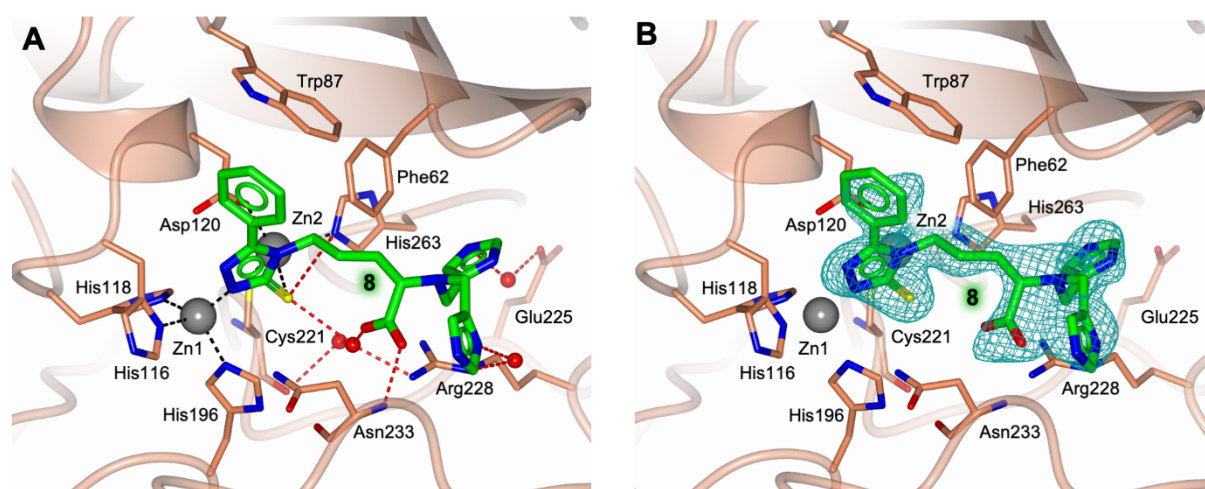 A
Trp87
Phe62
Asp120
Zn2
His263
His118
8
Glu225
Cys221
Zn1
His116
Arg228
His196
Asn233
B
Trp87
Phe62
Asp120
Zn2
His263
His118
8
Glu225
Cys221
Zn1
His116
Arg228
His196
Asn233